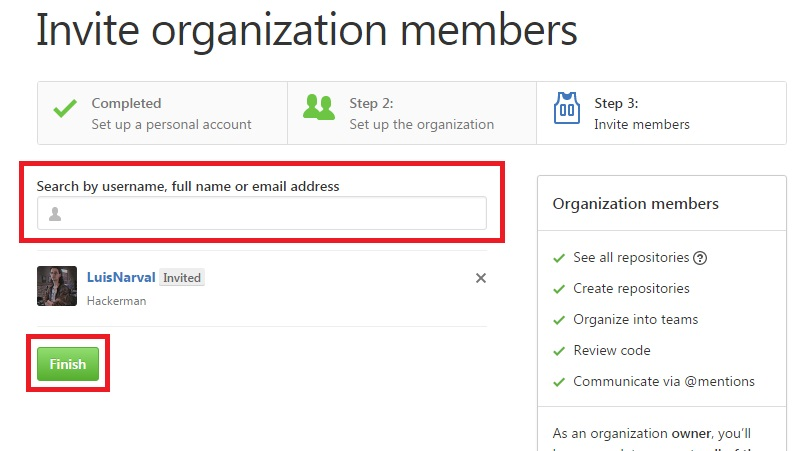 Invite organization members
Completed
Set up a personal account
Step 2:
Set up the organization
Step 3:
Invite members
Search by username, full name or email address
LuisNarval Invited
Hackerman
Finish
Organization members
See all repositories
Create repositories
Organize into teams
Review code
Communicate via @mentions
As an organization owner, you’ll